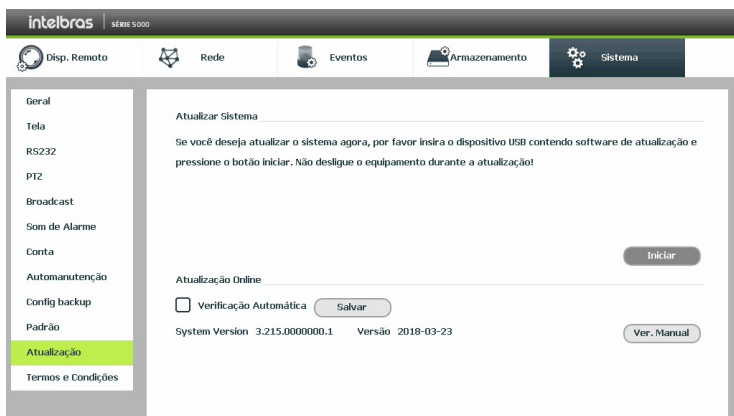 intelbras SÉRIE 5000
Disp. Remoto Rede Eventos Armazenamento Sistema
Geral
Tela
RS232
PTZ
Broadcast
Som de Alarme
Conta
Automanutenção
Config backup
Padrão
Atualização
Termos e Condições
Atualizar Sistema
Se você deseja atualizar o sistema agora, por favor insira o dispositivo USB contendo software de atualização e
pressione o botão iniciar. Não desligue o equipamento durante a atualização!
Iniciar
Atualização Online
Verificação Automática Salvar
System Version 3.215.0000000.1 Versão 2018-03-23 Ver. Manual